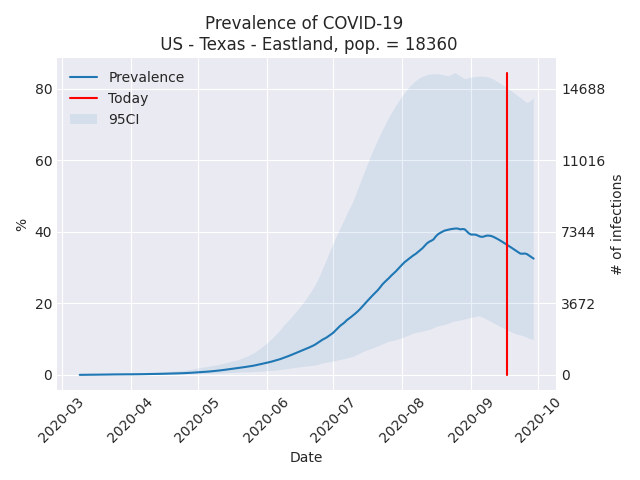 Prevalence of COVID-19
US - Texas - Eastland, pop. = 18360
Prevalence
Today
95CI
80
60
40
20
0
%
14688
11016
7344
3672
0
# of infections
2020-03
2020-04
2020-05
2020-06
2020-07
2020-08
2020-09
2020-10
Date